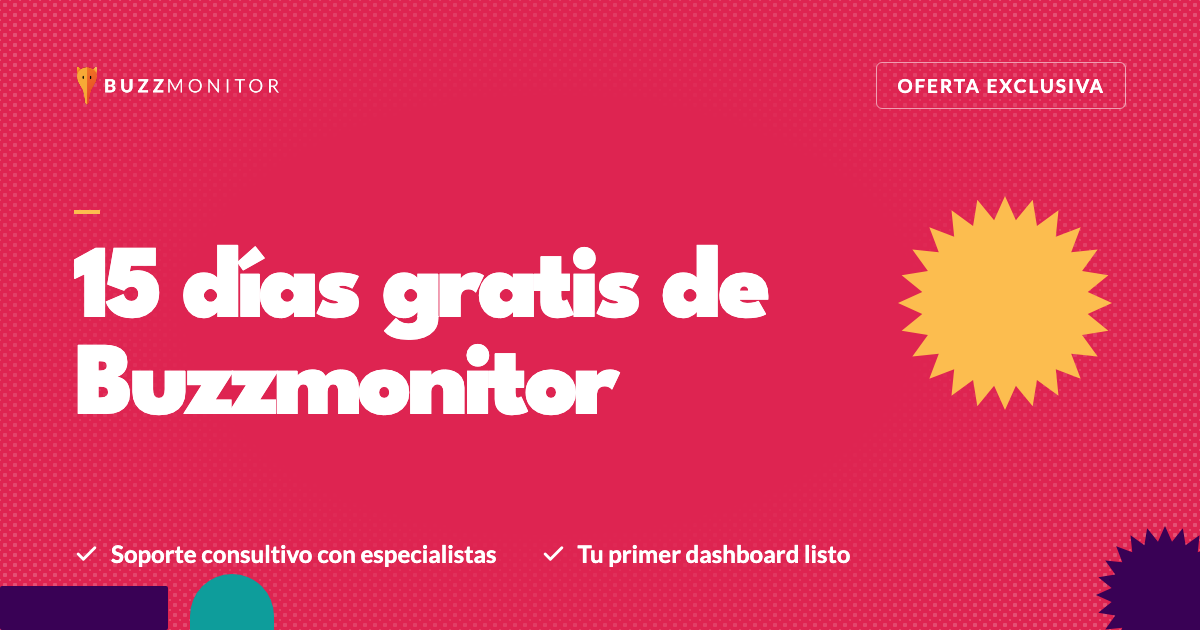 BUZZMONITOR
OFERTA EXCLUSIVA
15 días gratis de
Buzzmonitor
Soporte consultivo con especialistas
Tu primer dashboard listo